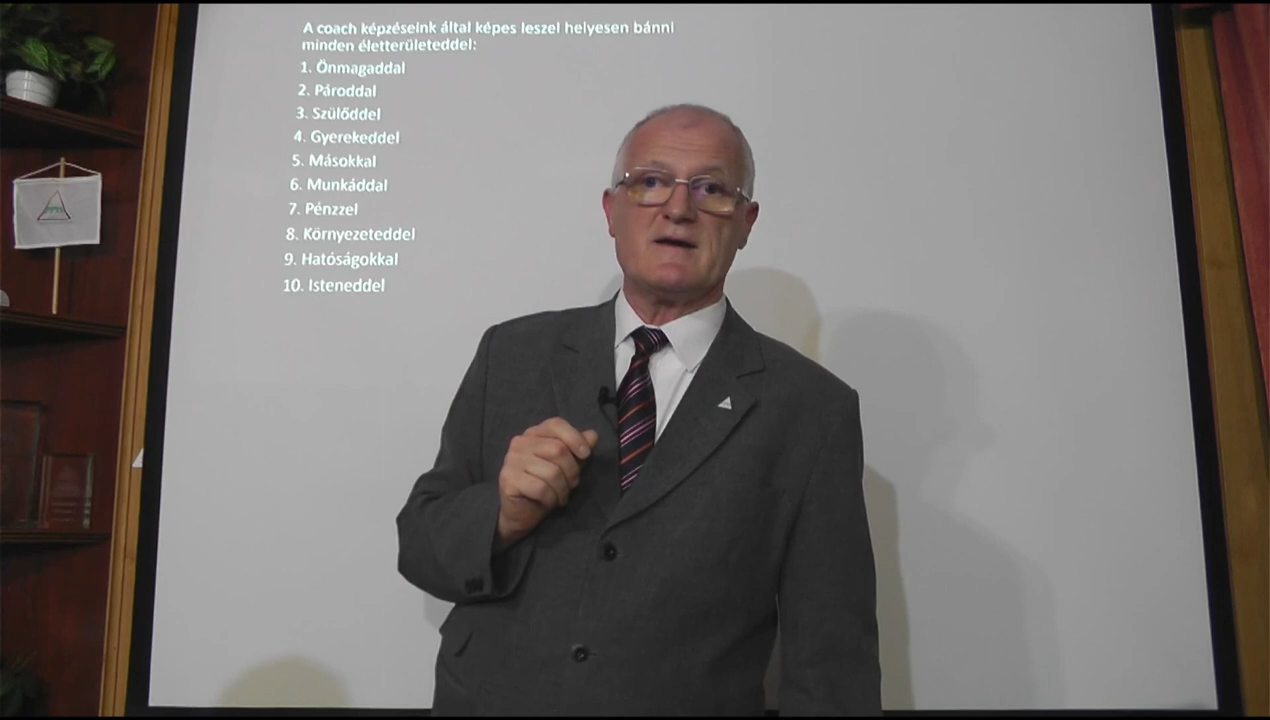 A coach képzéseink által képes leszel helyesen bánni
minden életterületeddel:
1. Önmagaddal
2. Pároddal
3. Szülőddel
4. Gyerekeddel
5. Másokkal
6. Munkáddal
7. Pénzzel
8. Környezeteddel
9. Hatóságokkal
10. Isteneddel